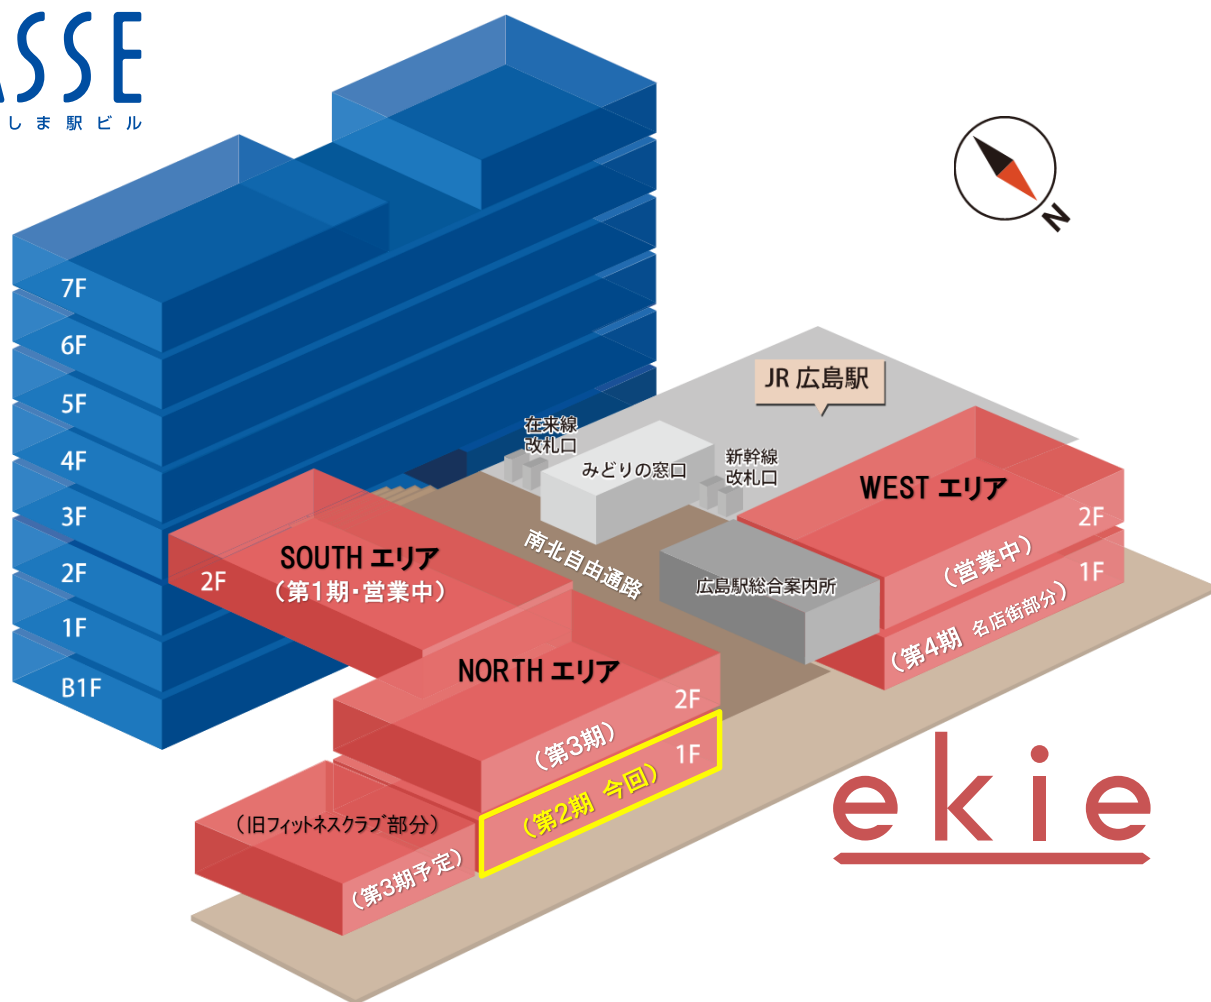 ASSE
しま駅ビル
N
7F
6F
5F
4F
3F
2F
1F
B1F
JR 広島駅
在来線
改札口
みどりの窓口
新幹線
改札口
WEST エリア
2F
(営業中)
1F
(第4期 名店街部分)
南北自由通路
広島駅総合案内所
SOUTH エリア
(第1期・営業中)
2F
NORTH エリア
2F
(第3期)
1F
(第2期 今回)
(旧フィットネスクラブ部分)
(第3期予定)
ekie